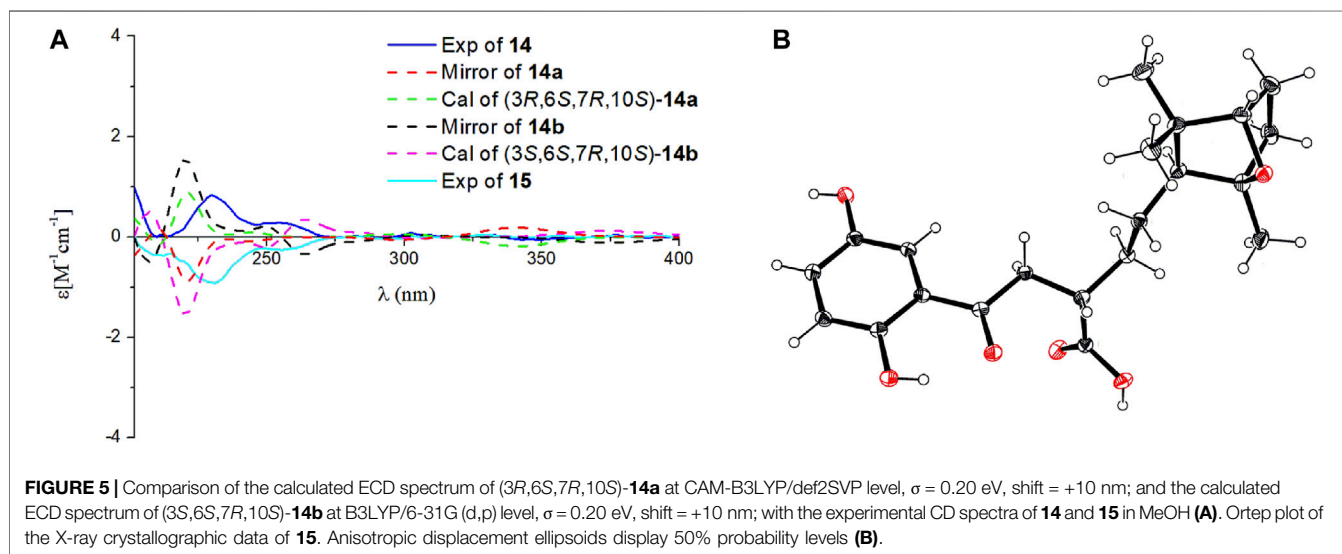 A
B
Exp of 14
Mirror of 14a
Cal of (3R,6S,7R,10S)-14a
Mirror of 14b
Cal of (3S,6S,7R,10S)-14b
Exp of 15
4
2
0
-2
-4
ε[M⁻¹cm⁻¹]
250
300
350
400
λ (nm)
FIGURE 5 | Comparison of the calculated ECD spectrum of (3R,6S,7R,10S)-14a at CAM-B3LYP/def2SVP level, σ = 0.20 eV, shift = +10 nm; and the calculated
ECD spectrum of (3S,6S,7R,10S)-14b at B3LYP/6-31G (d,p) level, σ = 0.20 eV, shift = +10 nm; with the experimental CD spectra of 14 and 15 in MeOH (A). Ortep plot of
the X-ray crystallographic data of 15. Anisotropic displacement ellipsoids display 50% probability levels (B).